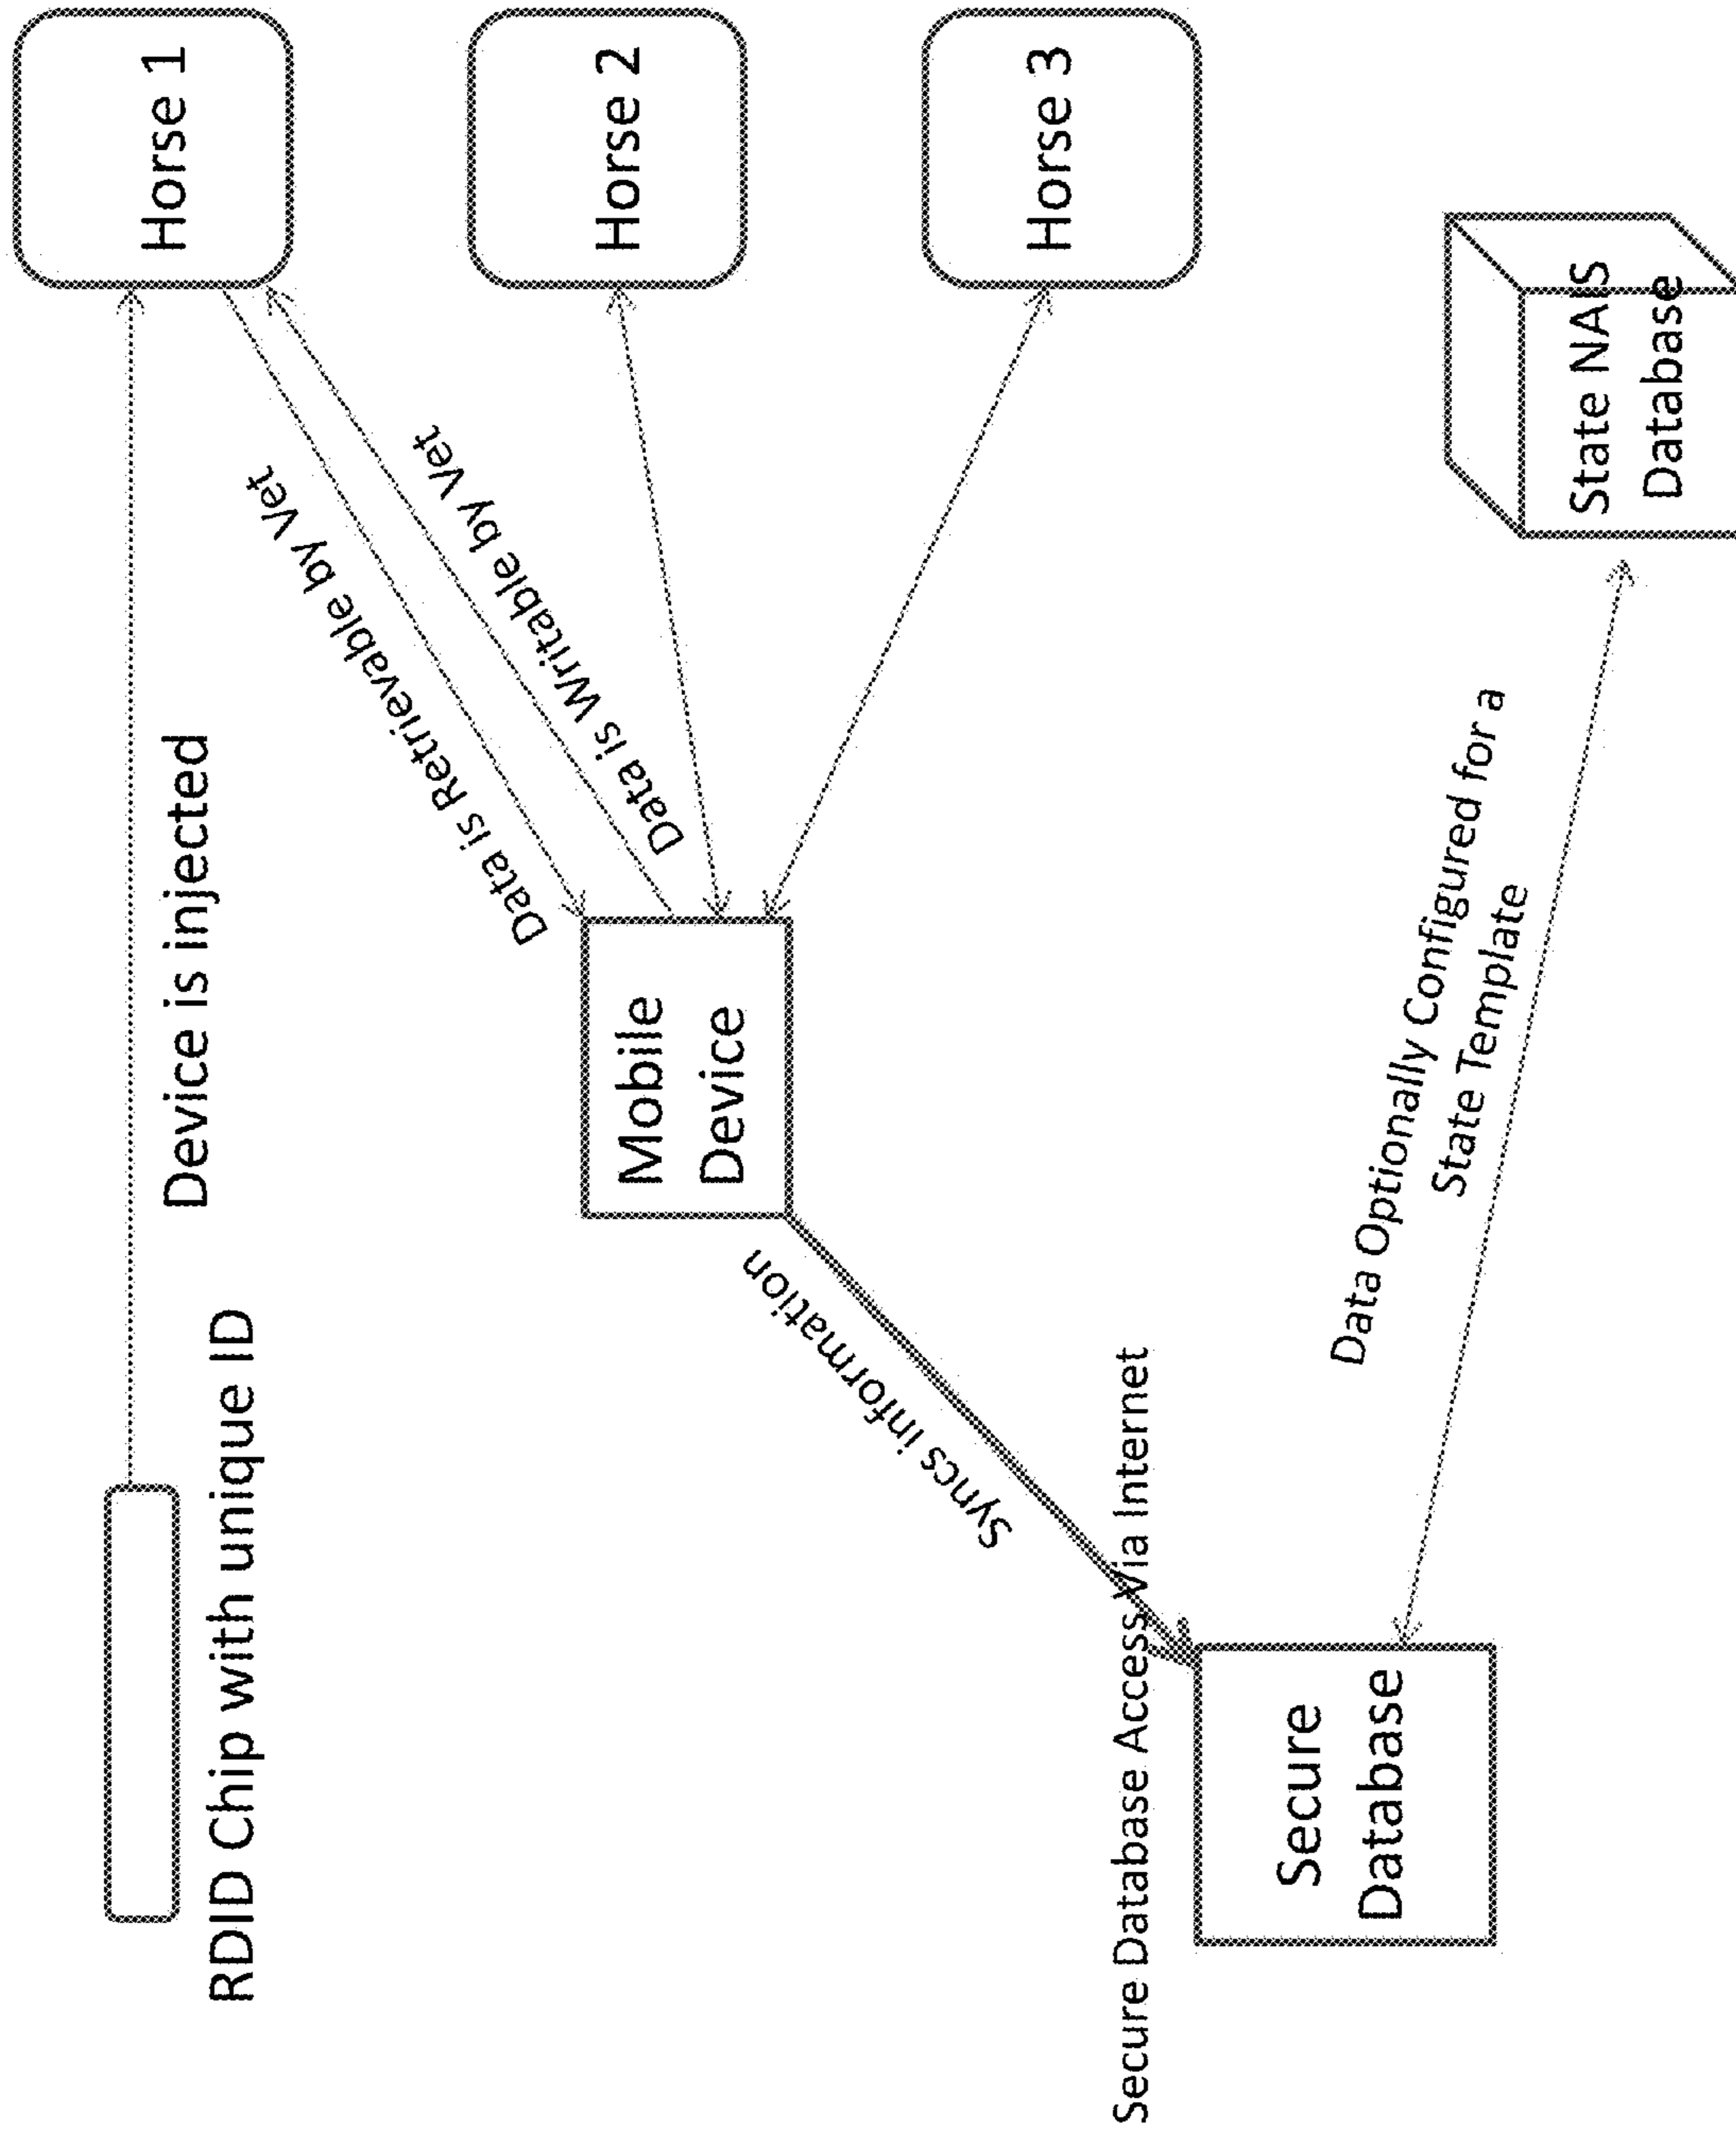 RDID Chip with unique ID
Device is injected
Horse 1
Data is Retrievable by Vet
Data is Writable by Vet
Horse 2
Mobile
Device
Horse 3
Syncs information
Secure Database Access Via Internet
Secure
Database
Data Optionally Configured for a
State Template
State NAIS
Database